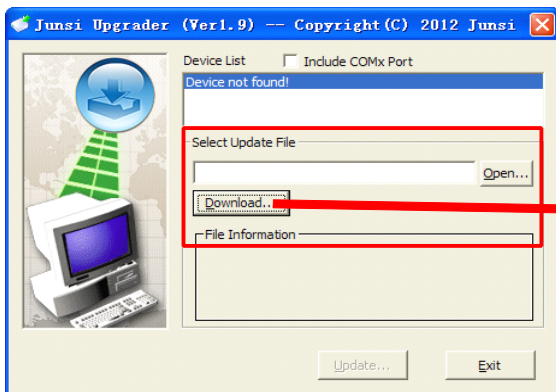 Junsi Upgrader (Ver1.9) -- Copyright(C) 2012 Junsi
Device List Include COMx Port
Device not found!
Select Update File
Open...
Download...
File Information
Update... Exit